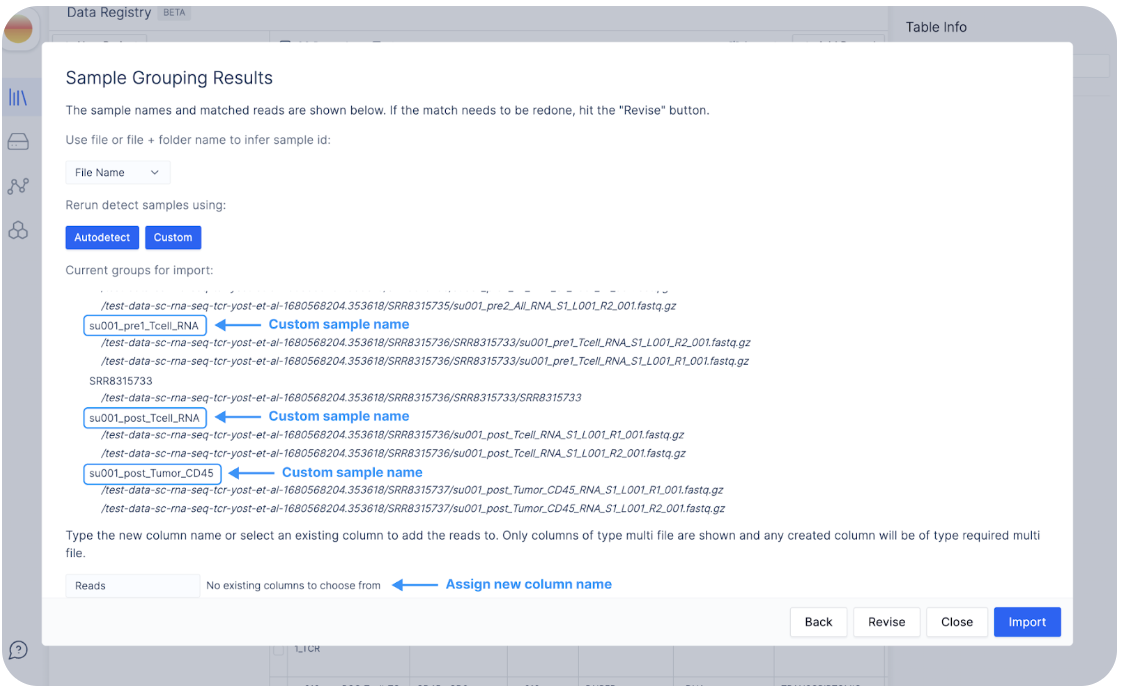 Data Registry BETA
Table Info
Sample Grouping Results
The sample names and matched reads are shown below. If the match needs to be redone, hit the "Revise" button.
Use file or file + folder name to infer sample id:
File Name
Rerun detect samples using:
Autodetect Custom
Current groups for import:
/test-data-sc-rna-seq-tcr-yost-et-al-1680568204.353618/SRR8315735/su001_pre2_All_RNA_S1_L001_R2_001.fastq.gz
su001_pre1_Tcell_RNA Custom sample name
/test-data-sc-rna-seq-tcr-yost-et-al-1680568204.353618/SRR8315736/SRR8315733/su001_pre1_Tcell_RNA_S1_L001_R2_001.fastq.gz
/test-data-sc-rna-seq-tcr-yost-et-al-1680568204.353618/SRR8315736/SRR8315733/su001_pre1_Tcell_RNA_S1_L001_R1_001.fastq.gz
SRR8315733
/test-data-sc-rna-seq-tcr-yost-et-al-1680568204.353618/SRR8315736/SRR8315733/SRR8315733
su001_post_Tcell_RNA Custom sample name
/test-data-sc-rna-seq-tcr-yost-et-al-1680568204.353618/SRR8315736/su001_post_Tcell_RNA_S1_L001_R1_001.fastq.gz
/test-data-sc-rna-seq-tcr-yost-et-al-1680568204.353618/SRR8315736/su001_post_Tcell_RNA_S1_L001_R2_001.fastq.gz
su001_post_Tumor_CD45 Custom sample name
/test-data-sc-rna-seq-tcr-yost-et-al-1680568204.353618/SRR8315737/su001_post_Tumor_CD45_RNA_S1_L001_R1_001.fastq.gz
/test-data-sc-rna-seq-tcr-yost-et-al-1680568204.353618/SRR8315737/su001_post_Tumor_CD45_RNA_S1_L001_R2_001.fastq.gz
Type the new column name or select an existing column to add the reads to. Only columns of type multi file are shown and any created column will be of type required multi
file.
Reads No existing columns to choose from Assign new column name
Back Revise Close Import
1_TCR